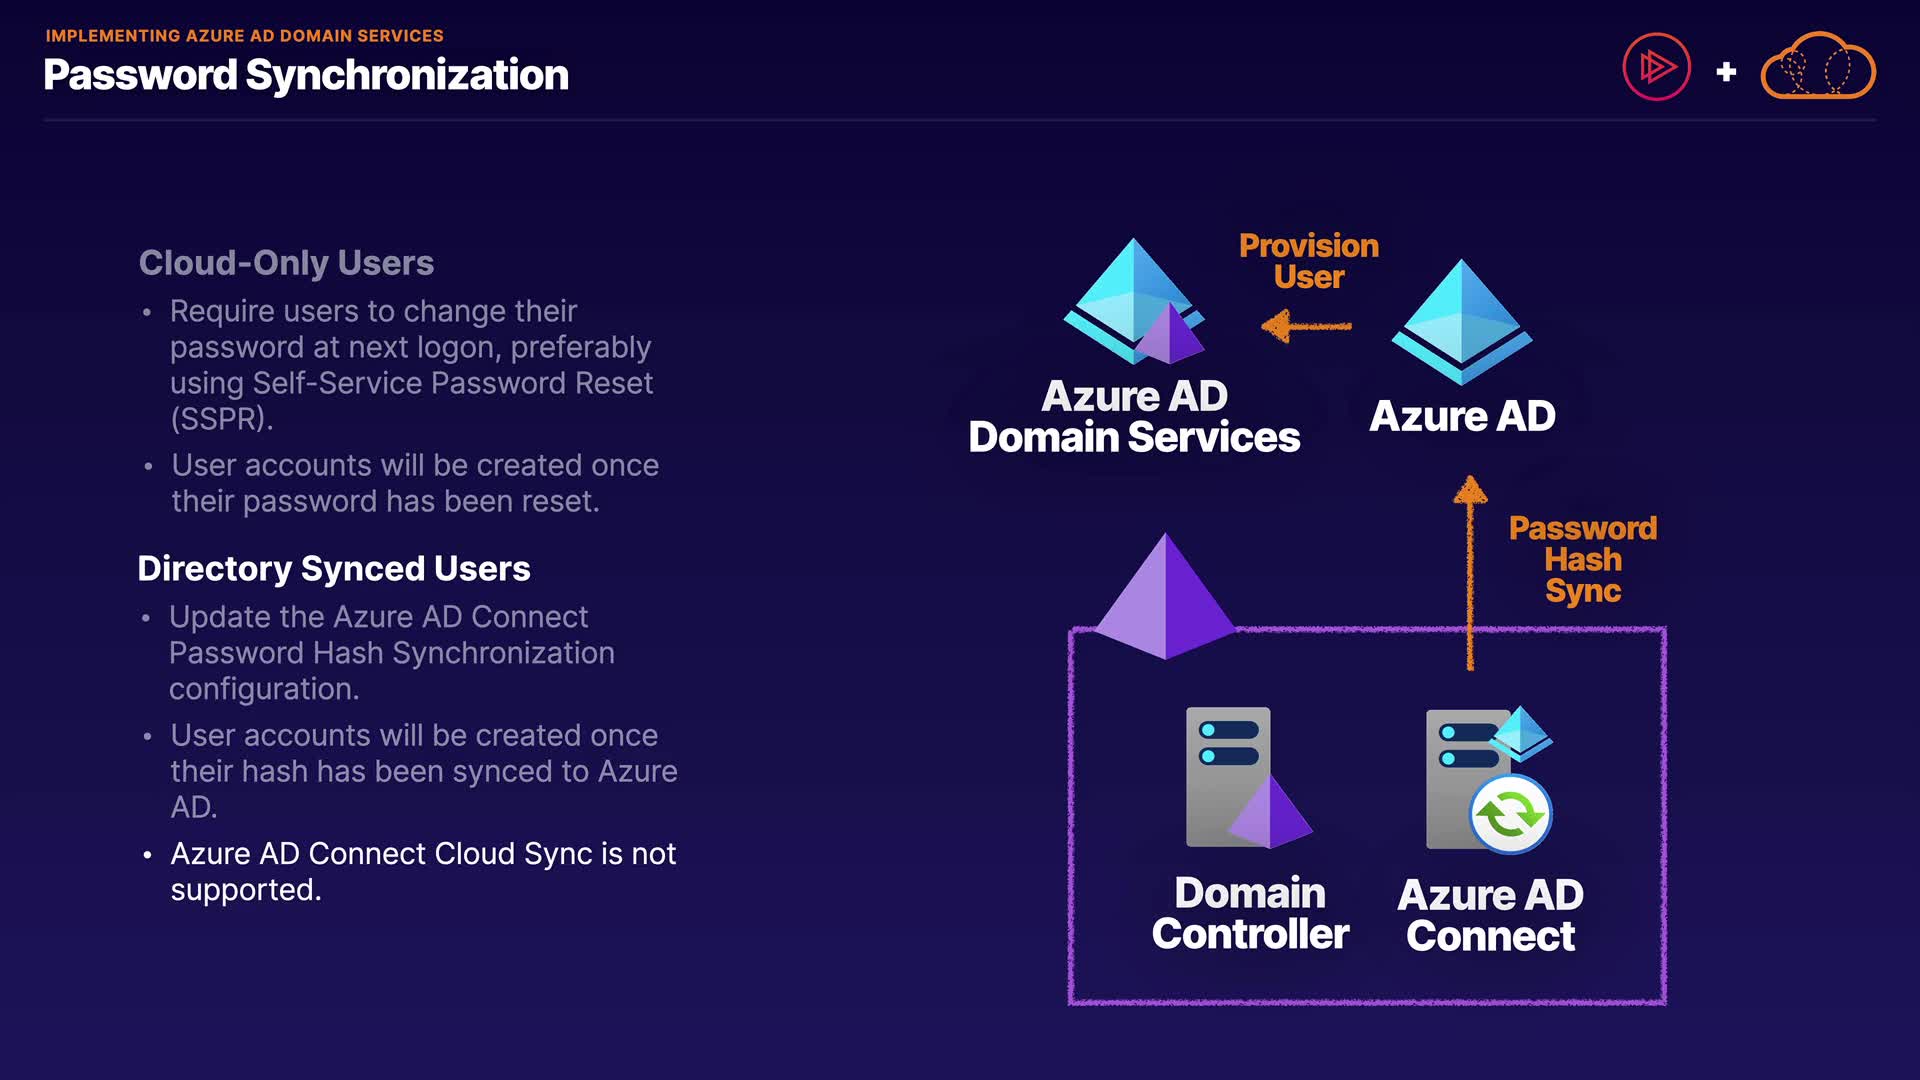 IMPLEMENTING AZURE AD DOMAIN SERVICES
Password Synchronization
Cloud-Only Users
• Require users to change their
password at next logon, preferably
using Self-Service Password Reset
(SSPR).
• User accounts will be created once
their password has been reset.
Directory Synced Users
• Update the Azure AD Connect
Password Hash Synchronization
configuration.
• User accounts will be created once
their hash has been synced to Azure
AD.
• Azure AD Connect Cloud Sync is not
supported.
Provision
User
Azure AD
Domain Services
Azure AD
Password
Hash
Sync
Domain
Controller
Azure AD
Connect